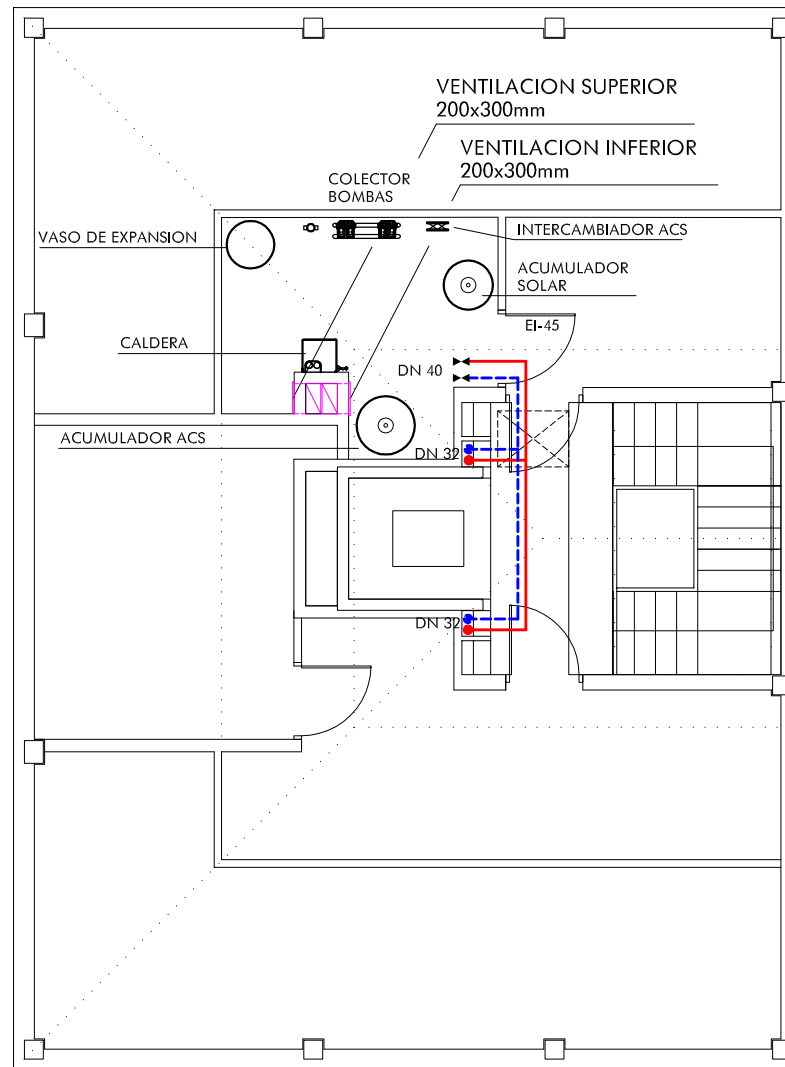 VENTILACION SUPERIOR
200x300mm
VENTILACION INFERIOR
200x300mm
COLECTOR
BOMBAS
VASO DE EXPANSION
INTERCAMBIADOR ACS
ACUMULADOR
SOLAR
EI-45
CALDERA
DN 40
ACUMULADOR ACS
DN 32
DN 32